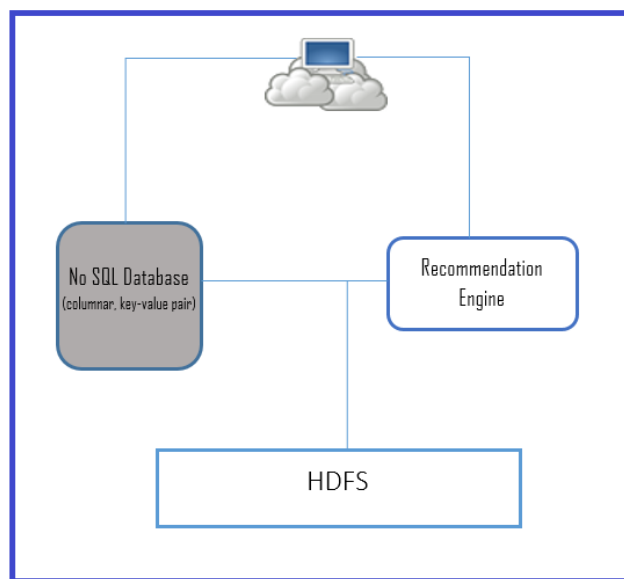 No SQL Database
(columnar, key-value pair)
Recommendation
Engine
HDFS